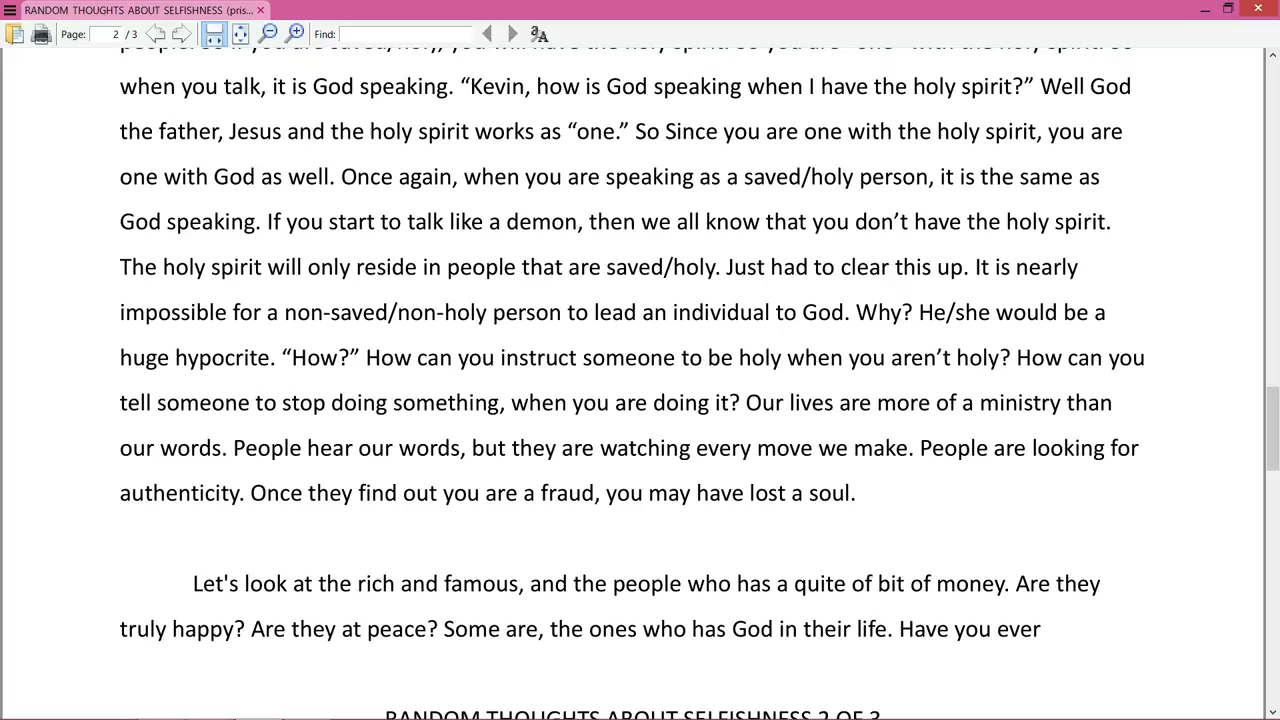 RANDOM THOUGHTS ABOUT SELFISHNESS (pris...
Page: 2 / 3 Find:
when you talk, it is God speaking. “Kevin, how is God speaking when I have the holy spirit?” Well God
the father, Jesus and the holy spirit works as “one.” So Since you are one with the holy spirit, you are
one with God as well. Once again, when you are speaking as a saved/holy person, it is the same as
God speaking. If you start to talk like a demon, then we all know that you don’t have the holy spirit.
The holy spirit will only reside in people that are saved/holy. Just had to clear this up. It is nearly
impossible for a non-saved/non-holy person to lead an individual to God. Why? He/she would be a
huge hypocrite. “How?” How can you instruct someone to be holy when you aren’t holy? How can you
tell someone to stop doing something, when you are doing it? Our lives are more of a ministry than
our words. People hear our words, but they are watching every move we make. People are looking for
authenticity. Once they find out you are a fraud, you may have lost a soul.
Let's look at the rich and famous, and the people who has a quite of bit of money. Are they
truly happy? Are they at peace? Some are, the ones who has God in their life. Have you ever
RANDOM THOUGHTS ABOUT SELFISHNESS 2 OF 3